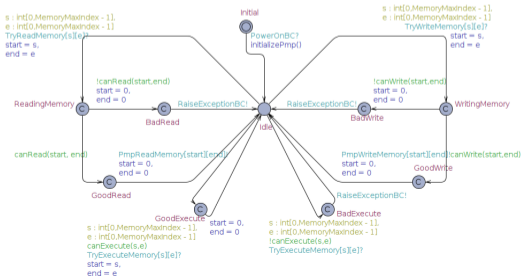 Initial
PowerOnBC?
initializePmp()
s : int[0,MemoryMaxIndex - 1],
e : int[0,MemoryMaxIndex - 1]
TryReadMemory[s][e]?
start = s,
end = e
s : int[0,MemoryMaxIndex - 1],
e : int[0,MemoryMaxIndex - 1]
TryWriteMemory[s][e]?
start = s,
end = e
!canRead(start,end)
start = 0,
end = 0
!canWrite(start,end)
start = 0,
end = 0
ReadingMemory
C
C
BadRead
RaiseExceptionBC!
Idle
RaiseExceptionBC!
C
BadWrite
C
WritingMemory
canRead(start, end)
PmpReadMemory[start][end]!
start = 0,
end = 0
C
GoodRead
PmpWriteMemory[start][end]!
start = 0,
end = 0
canWrite(start,end)
C
GoodWrite
C
GoodExecute
start = 0,
end = 0
RaiseExceptionBC!
C
BadExecute
s : int[0,MemoryMaxIndex - 1],
e : int[0,MemoryMaxIndex - 1]
canExecute(s,e)
TryExecuteMemory[s][e]?
start = s,
end = e
s : int[0,MemoryMaxIndex - 1],
e : int[0,MemoryMaxIndex - 1]
!canExecute(s,e)
TryExecuteMemory[s][e]?